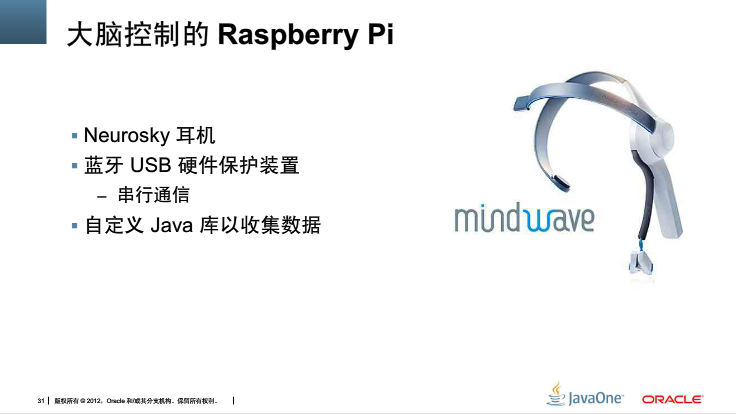 大脑控制的 Raspberry Pi
▪ Neurosky 耳机
▪ 蓝牙 USB 硬件保护装置
– 串行通信
▪ 自定义 Java 库以收集数据
mindwave
31 | 版权所有 @ 2012，Oracle 和/或其分支机构。保留所有权利。 |
JavaOne
ORACLE